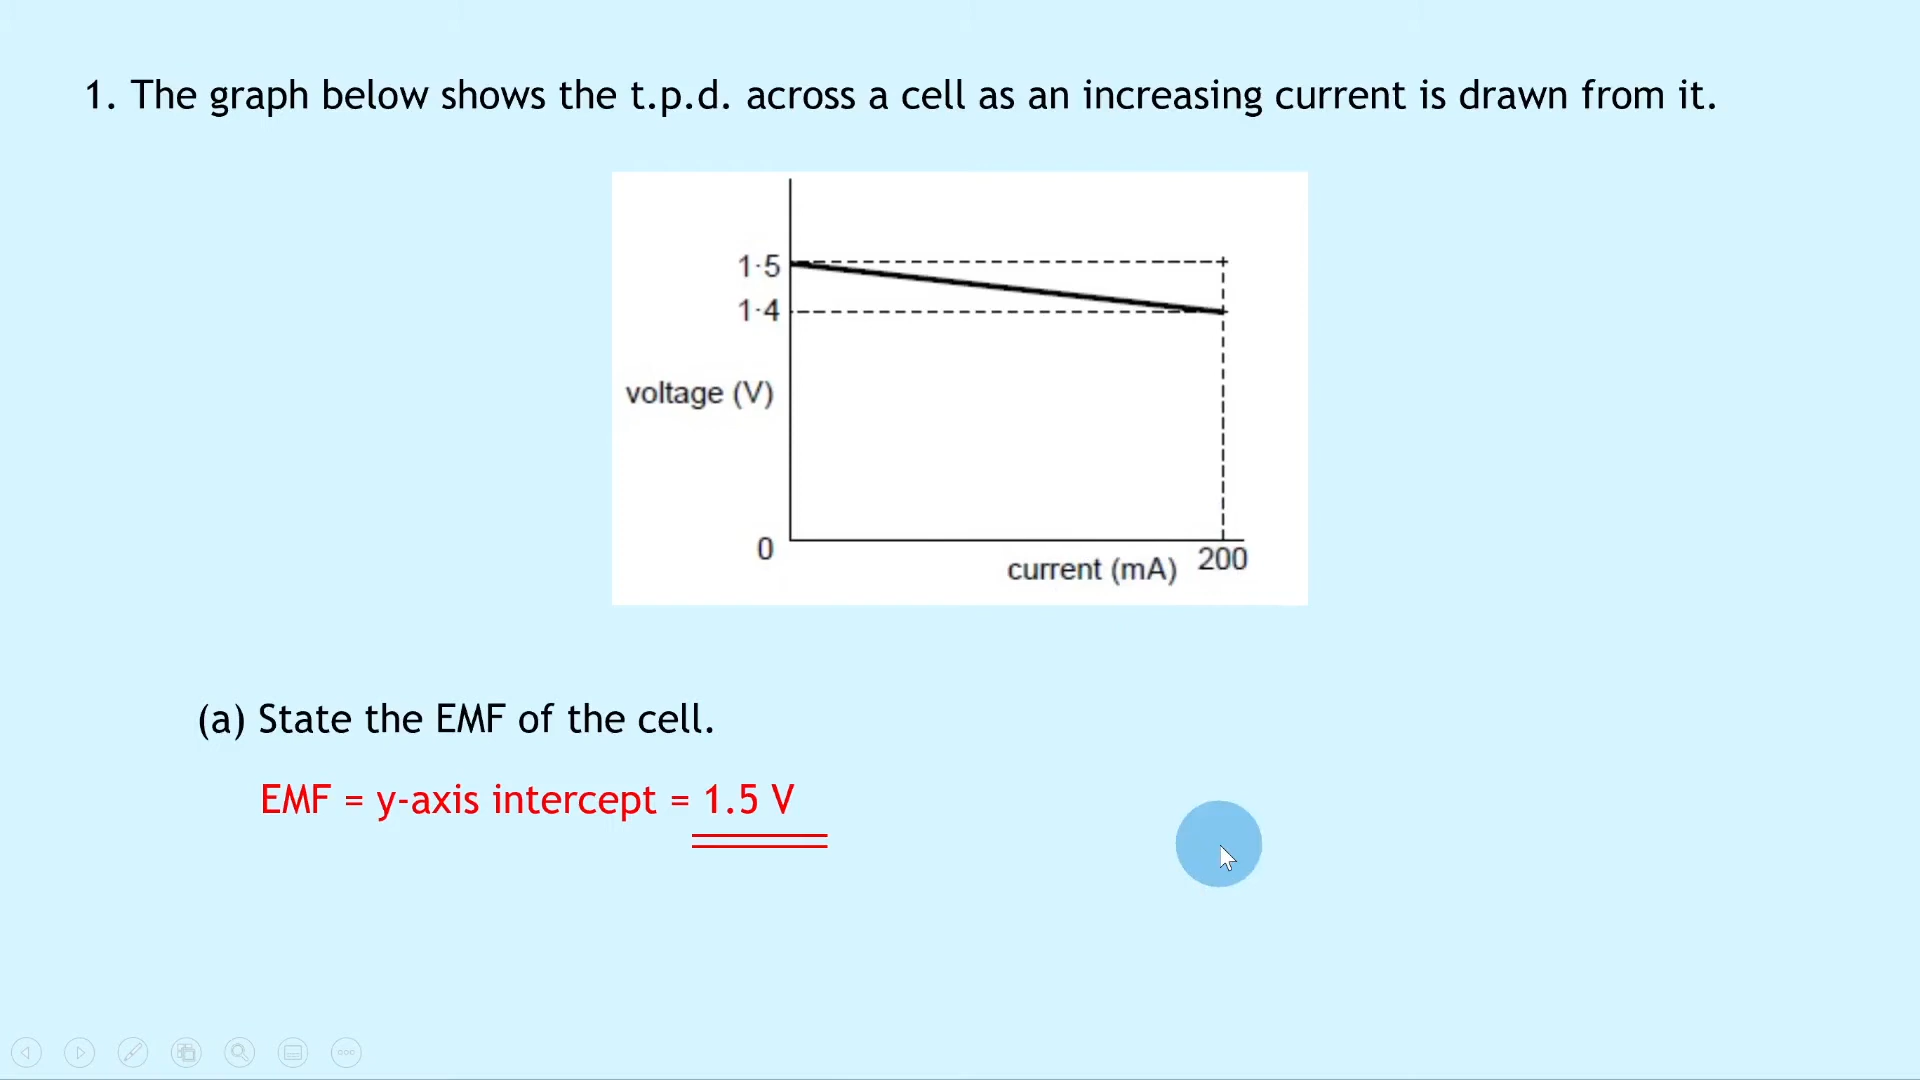 1. The graph below shows the t.p.d. across a cell as an increasing current is drawn from it.
1·5
1·4
voltage (V)
0
current (mA) 200
(a) State the EMF of the cell.
EMF = y-axis intercept = 1.5 V